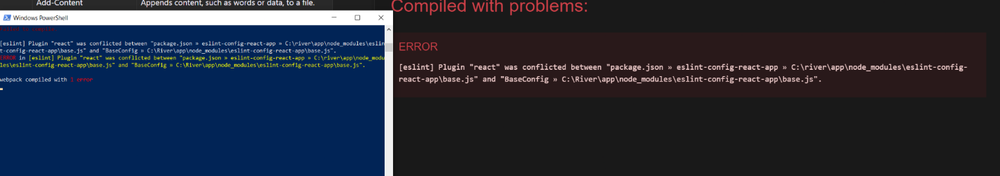 Add-Content Appends content, such as words or data, to a file.
Windows PowerShell
Failed to compile.
[eslint] Plugin "react" was conflicted between "package.json » eslint-config-react-app » C:\river\app\node_modules\eslin
t-config-react-app\base.js" and "BaseConfig » C:\River\app\node_modules\eslint-config-react-app\base.js".
ERROR in [eslint] Plugin "react" was conflicted between "package.json » eslint-config-react-app » C:\river\app\node_modu
les\eslint-config-react-app\base.js" and "BaseConfig » C:\River\app\node_modules\eslint-config-react-app\base.js".
webpack compiled with 1 error
Compiled with problems:
ERROR
[eslint] Plugin "react" was conflicted between "package.json » eslint-config-react-app » C:\river\app\node_modules\eslint-config-
react-app\base.js" and "BaseConfig » C:\River\app\node_modules\eslint-config-react-app\base.js".